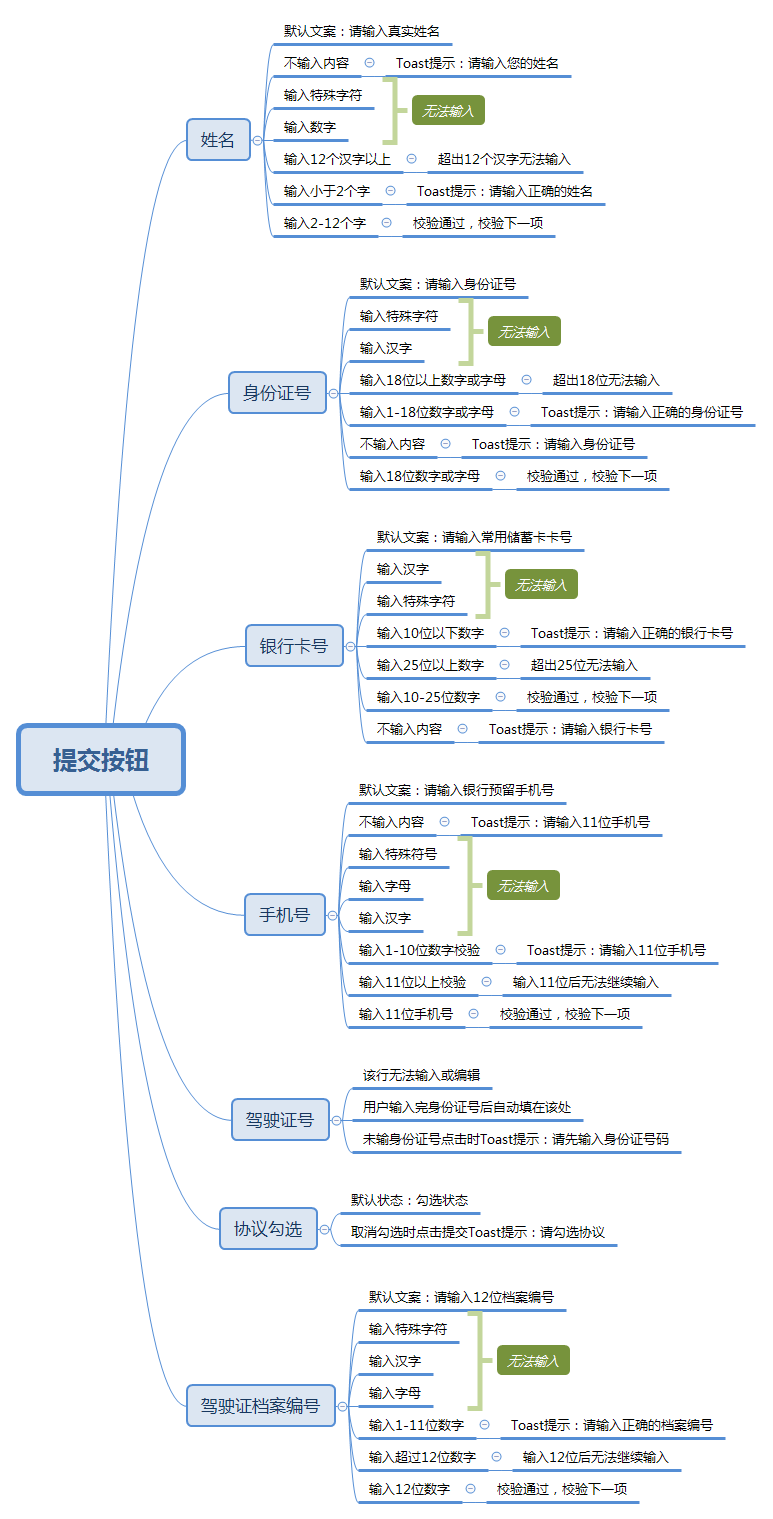 提交按钮
姓名
默认文案：请输入真实姓名
不输入内容 Toast提示：请输入您的姓名
输入特殊字符
无法输入
输入数字
输入12个汉字以上 超出12个汉字无法输入
输入小于2个字 Toast提示：请输入正确的姓名
输入2-12个字 校验通过，校验下一项
身份证号
默认文案：请输入身份证号
输入特殊字符
无法输入
输入汉字
输入18位以上数字或字母 超出18位无法输入
输入1-18位数字或字母 Toast提示：请输入正确的身份证号
不输入内容 Toast提示：请输入身份证号
输入18位数字或字母 校验通过，校验下一项
银行卡号
默认文案：请输入常用储蓄卡卡号
输入汉字
无法输入
输入特殊字符
输入10位以下数字 Toast提示：请输入正确的银行卡号
输入25位以上数字 超出25位无法输入
输入10-25位数字 校验通过，校验下一项
不输入内容 Toast提示：请输入银行卡号
手机号
默认文案：请输入银行预留手机号
不输入内容 Toast提示：请输入11位手机号
输入特殊符号
输入字母
无法输入
输入汉字
输入1-10位数字校验 Toast提示：请输入11位手机号
输入11位以上校验 输入11位后无法继续输入
输入11位手机号 校验通过，校验下一项
驾驶证号
该行无法输入或编辑
用户输入完身份证号后自动填在该处
未输身份证号点击时Toast提示：请先输入身份证号码
协议勾选
默认状态：勾选状态
取消勾选时点击提交Toast提示：请勾选协议
驾驶证档案编号
默认文案：请输入12位档案编号
输入特殊字符
输入汉字
无法输入
输入字母
输入1-11位数字 Toast提示：请输入正确的档案编号
输入超过12位数字 输入12位后无法继续输入
输入12位数字 校验通过，校验下一项